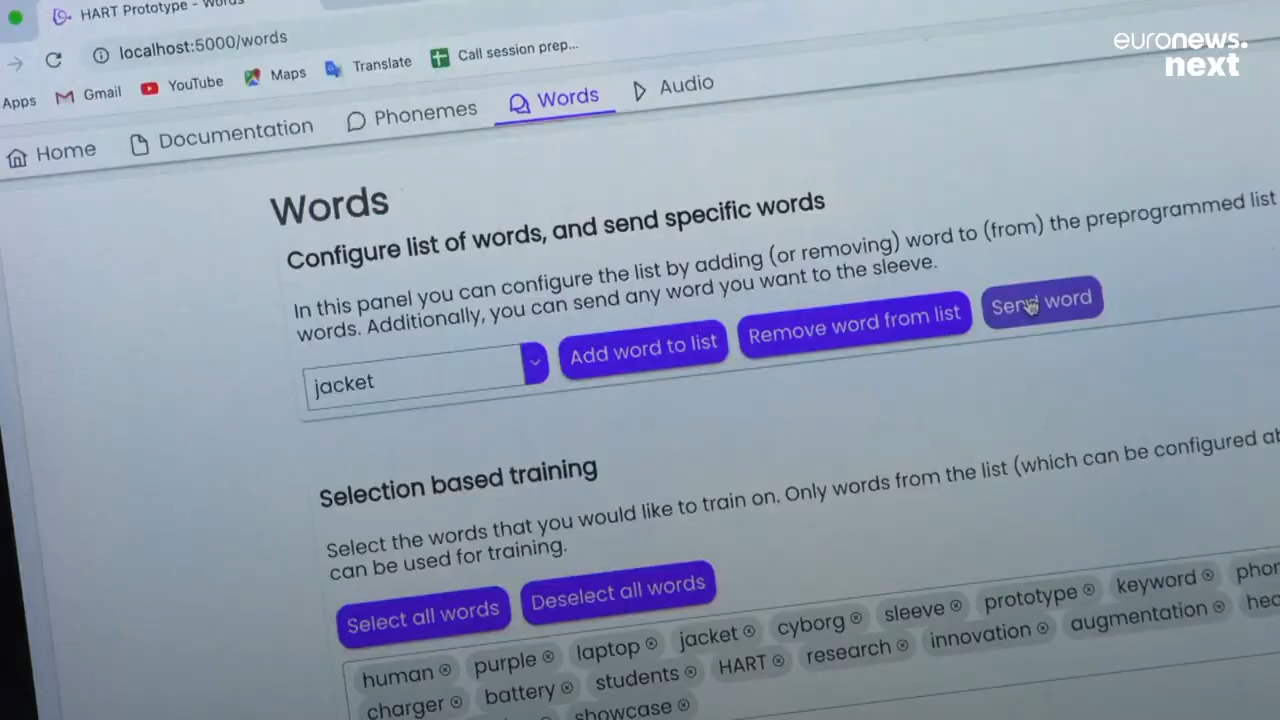 HART Prototype - Words
euronews.
next
localhost:5000/words
Apps Gmail YouTube Maps Translate Call session prep...
Home Documentation Phonemes Words Audio
Words
Configure list of words, and send specific words
In this panel you can configure the list by adding (or removing) word to (from) the preprogrammed list
words. Additionally, you can send any word you want to the sleeve.
jacket Add word to list Remove word from list Send word
Selection based training
Select the words that you would like to train on. Only words from the list (which can be configured
can be used for training.
Select all words Deselect all words
human purple laptop jacket cyborg sleeve prototype keyword
charger battery students HART research innovation augmentation
showcase